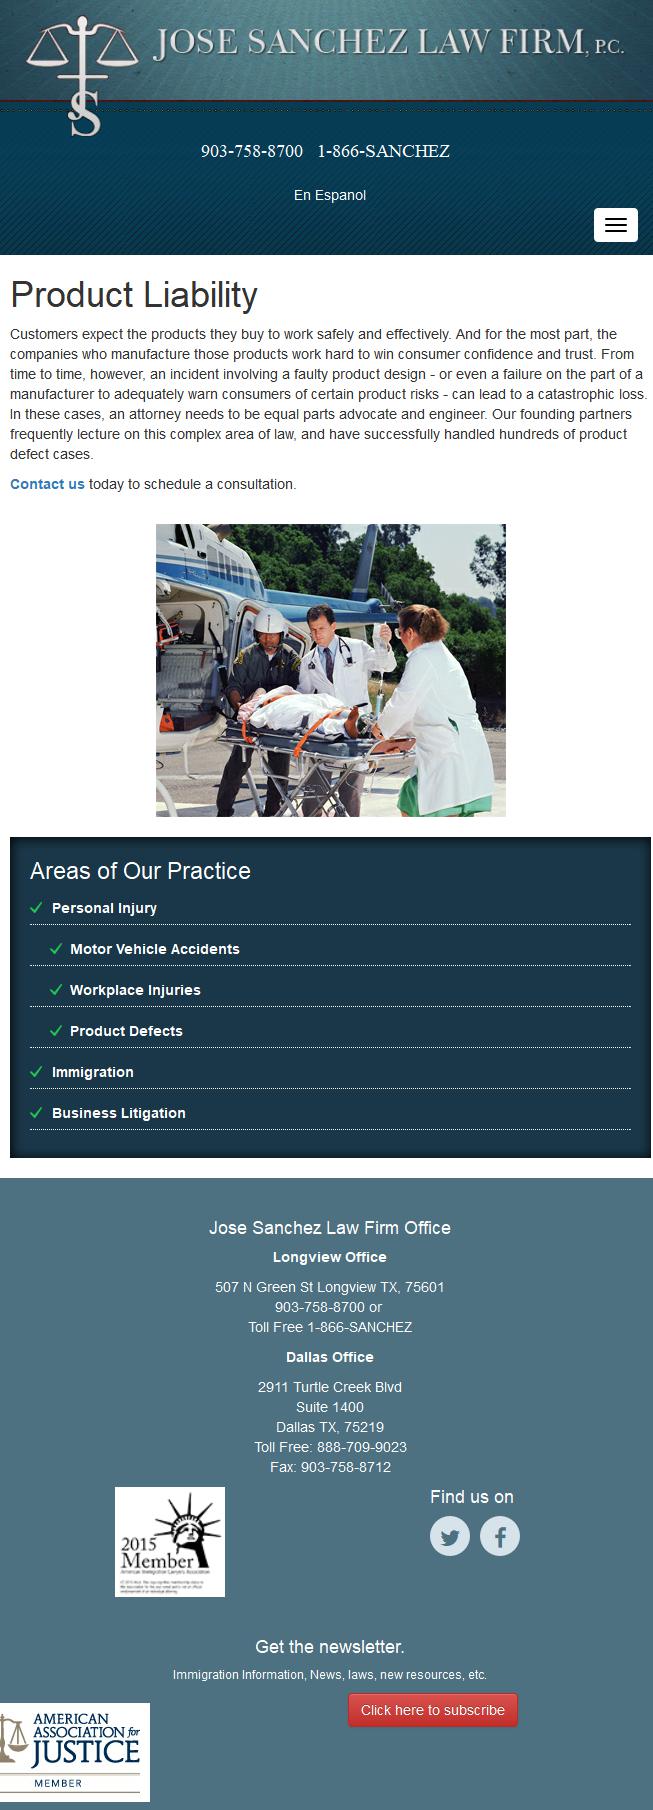 JOSE SANCHEZ LAW FIRM, P.C.
S
903-758-8700 1-866-SANCHEZ
En Espanol
Product Liability
Customers expect the products they buy to work safely and effectively. And for the most part, the
companies who manufacture those products work hard to win consumer confidence and trust. From
time to time, however, an incident involving a faulty product design - or even a failure on the part of a
manufacturer to adequately warn consumers of certain product risks - can lead to a catastrophic loss.
In these cases, an attorney needs to be equal parts advocate and engineer. Our founding partners
frequently lecture on this complex area of law, and have successfully handled hundreds of product
defect cases.
Contact us today to schedule a consultation.
Areas of Our Practice
Personal Injury
Motor Vehicle Accidents
Workplace Injuries
Product Defects
Immigration
Business Litigation
Jose Sanchez Law Firm Office
Longview Office
507 N Green St Longview TX, 75601
903-758-8700 or
Toll Free 1-866-SANCHEZ
Dallas Office
2911 Turtle Creek Blvd
Suite 1400
Dallas TX, 75219
Toll Free: 888-709-9023
Fax: 903-758-8712
2015
Member
American Immigration Lawyers Association
Find us on
Get the newsletter.
Immigration Information, News, laws, new resources, etc.
Click here to subscribe
AMERICAN
ASSOCIATION for
JUSTICE
MEMBER